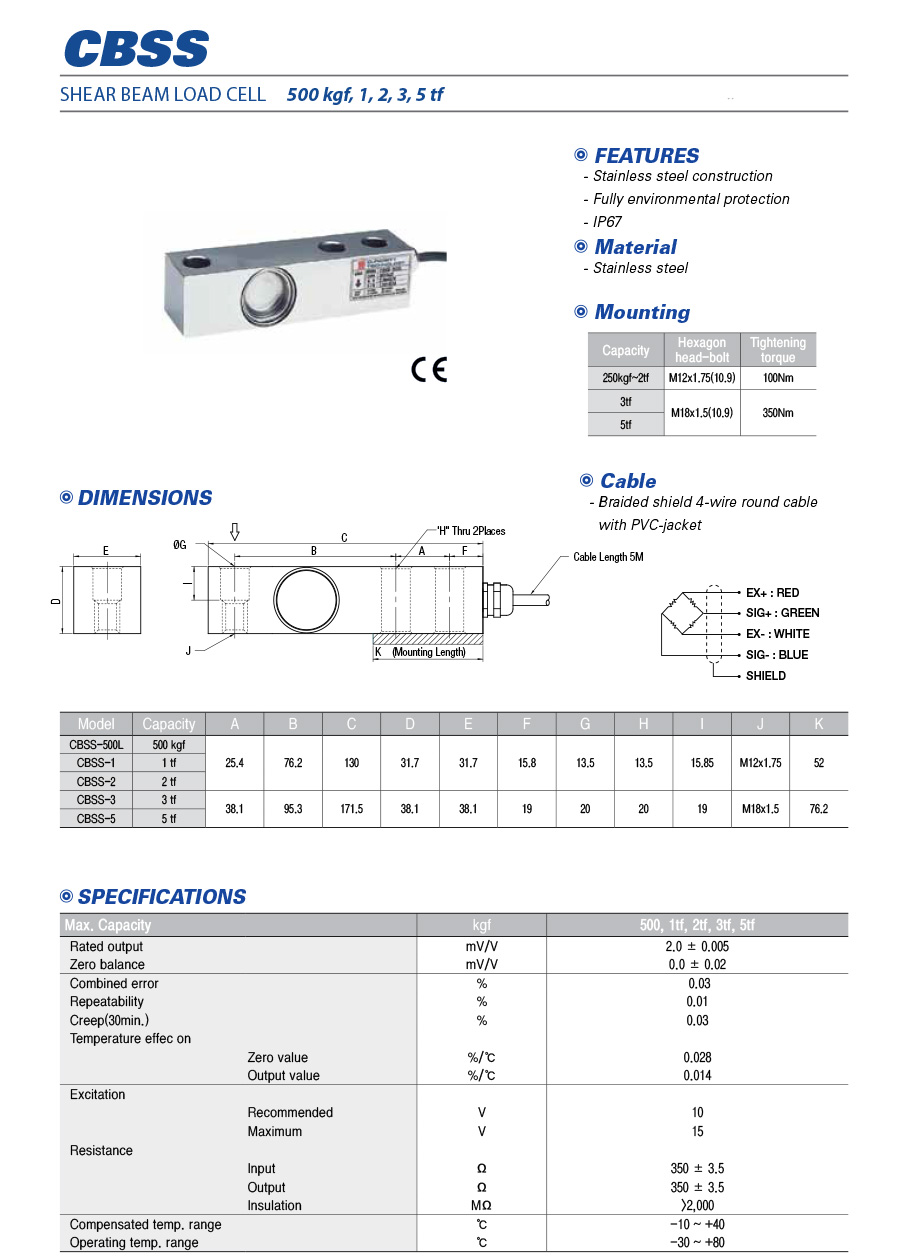 CBSS
SHEAR BEAM LOAD CELL 500 kgf, 1, 2, 3, 5 tf
FEATURES
- Stainless steel construction
- Fully environmental protection
- IP67
Material
- Stainless steel
Mounting
Capacity Hexagon head-bolt Tightening torque
250kgf~2tf M12x1.75(10.9) 100Nm
3tf M18x1.5(10.9) 350Nm
5tf
CE
Cable
- Braided shield 4-wire round cable
with PVC-jacket
DIMENSIONS
"H" Thru 2Places
ØG
C
E
B
A
F
Cable Length 5M
D
I
J
K (Mounting Length)
EX+ : RED
SIG+ : GREEN
EX- : WHITE
SIG- : BLUE
SHIELD
Model Capacity A B C D E F G H I J K
CBSS-500L 500 kgf
CBSS-1 1 tf 25.4 76.2 130 31.7 31.7 15.8 13.5 13.5 15.85 M12x1.75 52
CBSS-2 2 tf
CBSS-3 3 tf 38.1 95.3 171.5 38.1 38.1 19 20 20 19 M18x1.5 76.2
CBSS-5 5 tf
SPECIFICATIONS
Max. Capacity kgf 500, 1tf, 2tf, 3tf, 5tf
Rated output mV/V 2.0 ± 0.005
Zero balance mV/V 0.0 ± 0.02
Combined error % 0.03
Repeatability % 0.01
Creep(30min.) % 0.03
Temperature effec on
Zero value %/℃ 0.028
Output value %/℃ 0.014
Excitation
Recommended V 10
Maximum V 15
Resistance
Input Ω 350 ± 3.5
Output Ω 350 ± 3.5
Insulation MΩ >2,000
Compensated temp. range ℃ -10 ~ +40
Operating temp. range ℃ -30 ~ +80